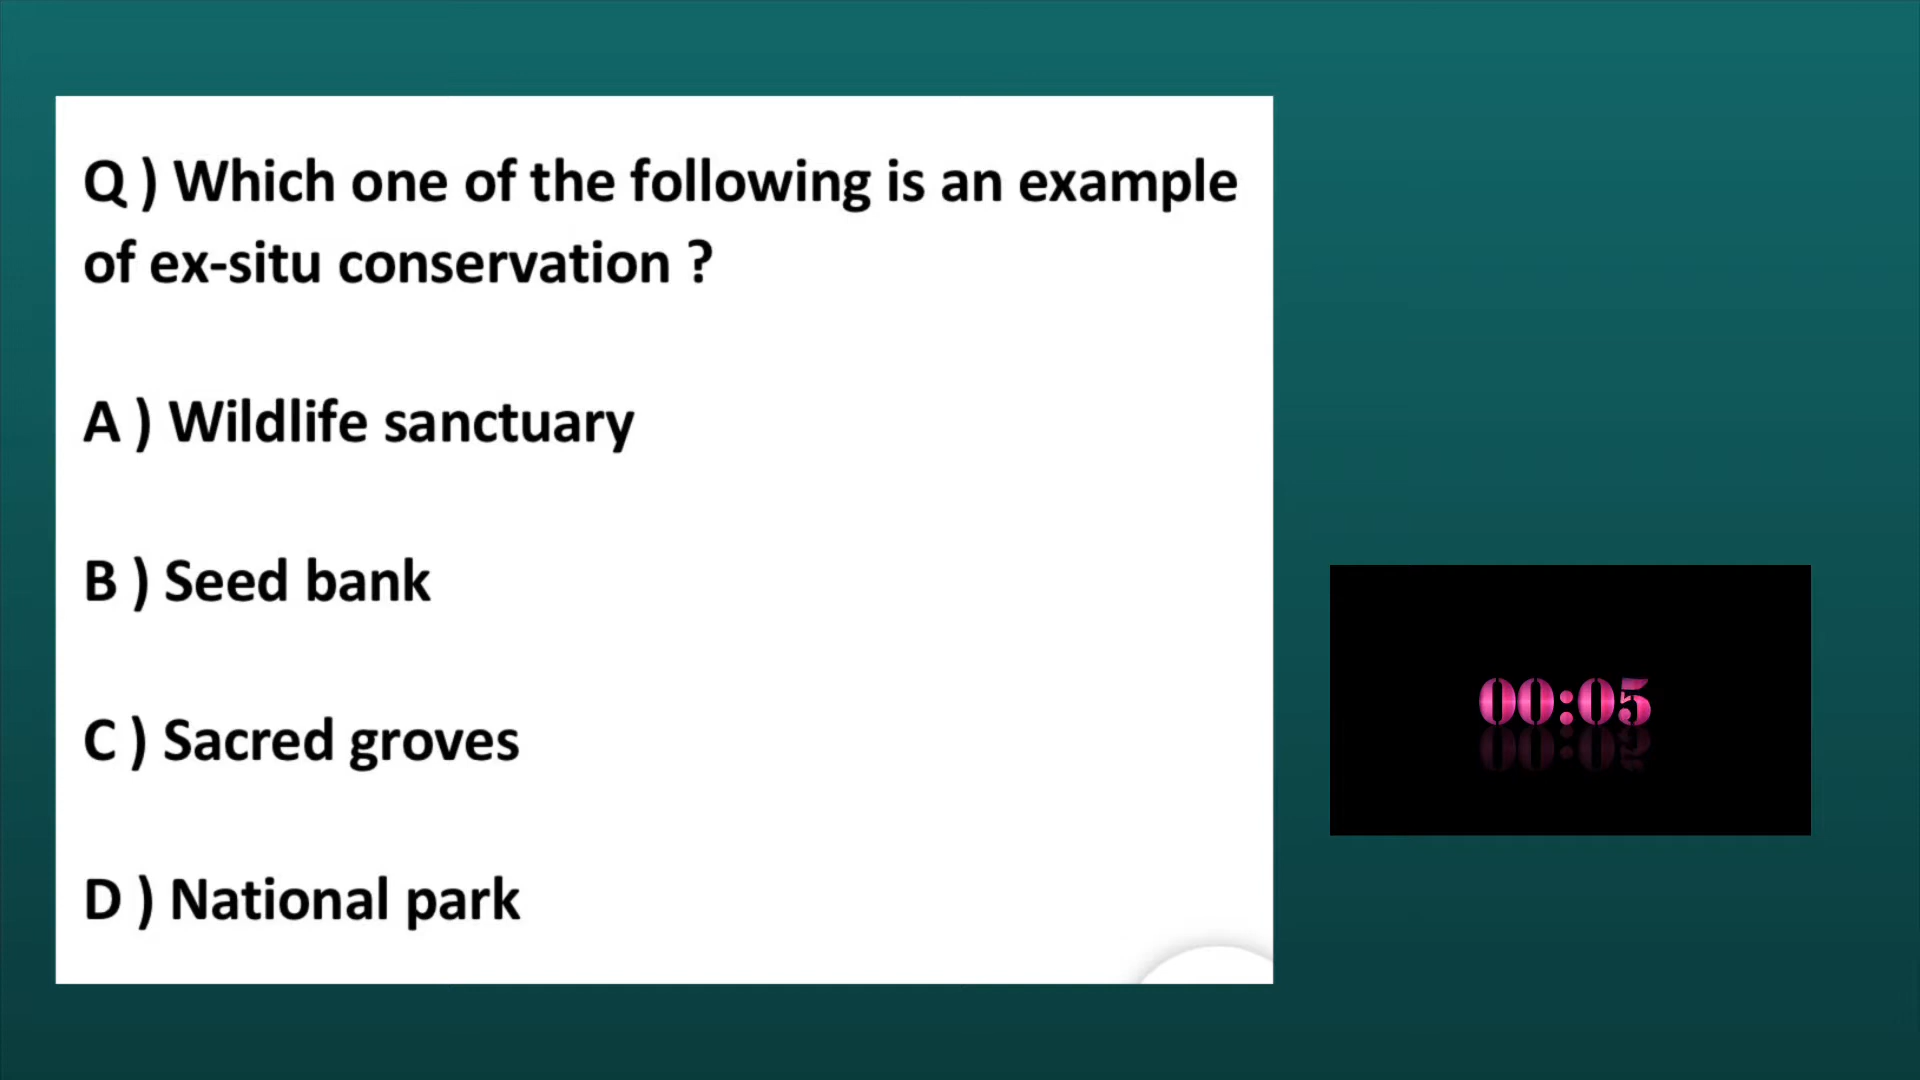 Q ) Which one of the following is an example
of ex-situ conservation ?
A ) Wildlife sanctuary
B ) Seed bank
C ) Sacred groves
D ) National park
00:05